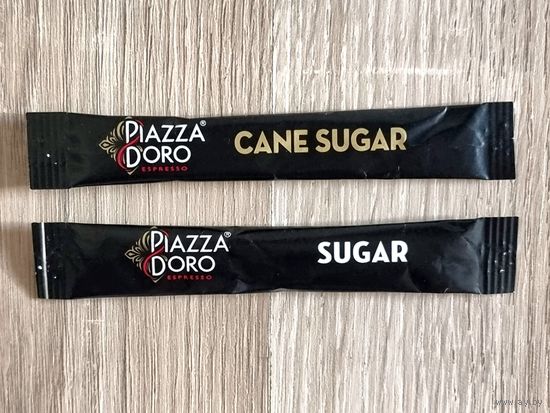 PIAZZA®
D'ORO
ESPRESSO
CANE SUGAR
PIAZZA®
D'ORO
ESPRESSO
SUGAR